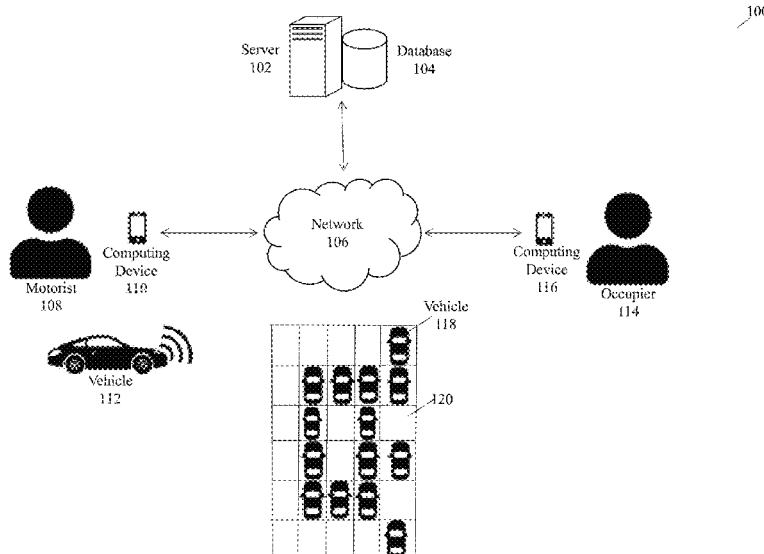 100
Server
102
Database
104
Network
106
Motorist
108
Computing
Device
110
Computing
Device
116
Occupier
114
Vehicle
112
Vehicle
118
120